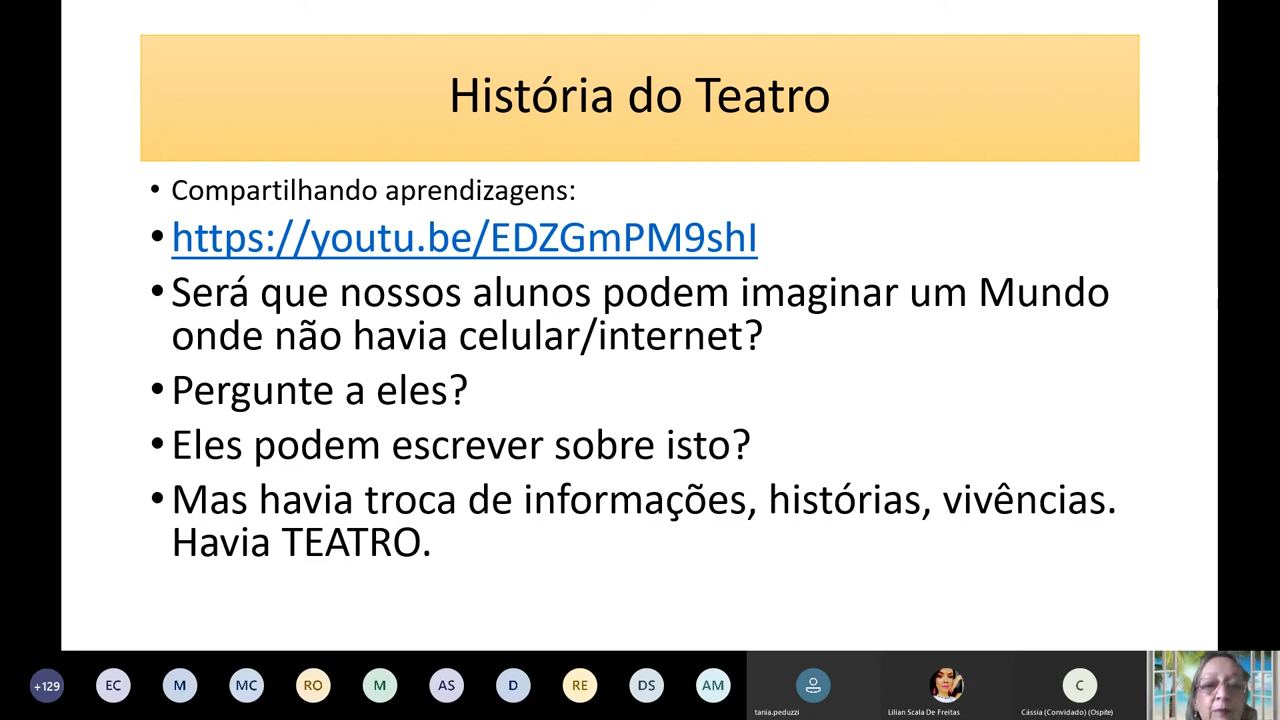 História do Teatro
• Compartilhando aprendizagens:
• https://youtu.be/EDZGmPM9shI
• Será que nossos alunos podem imaginar um Mundo
onde não havia celular/internet?
• Pergunte a eles?
• Eles podem escrever sobre isto?
• Mas havia troca de informações, histórias, vivências.
Havia TEATRO.
+129 EC M MC RO M AS D RE DS AM C
tania.peduzzi Lilian Scala De Freitas Cássia (Convidado) (Ospite)